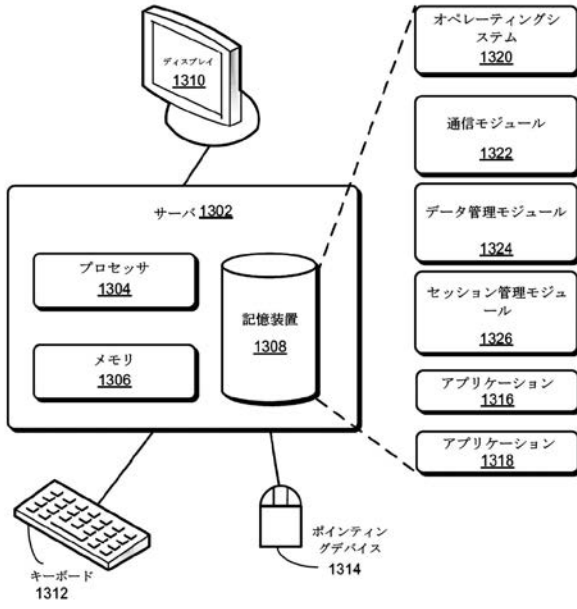 ディスプレイ
1310
サーバ 1302
プロセッサ
1304
メモリ
1306
記憶装置
1308
オペレーティングシ
ステム
1320
通信モジュール
1322
データ管理モジュール
1324
セッション管理モジュ
ール
1326
アプリケーション
1316
アプリケーション
1318
キーボード
1312
ポインティン
グデバイス
1314